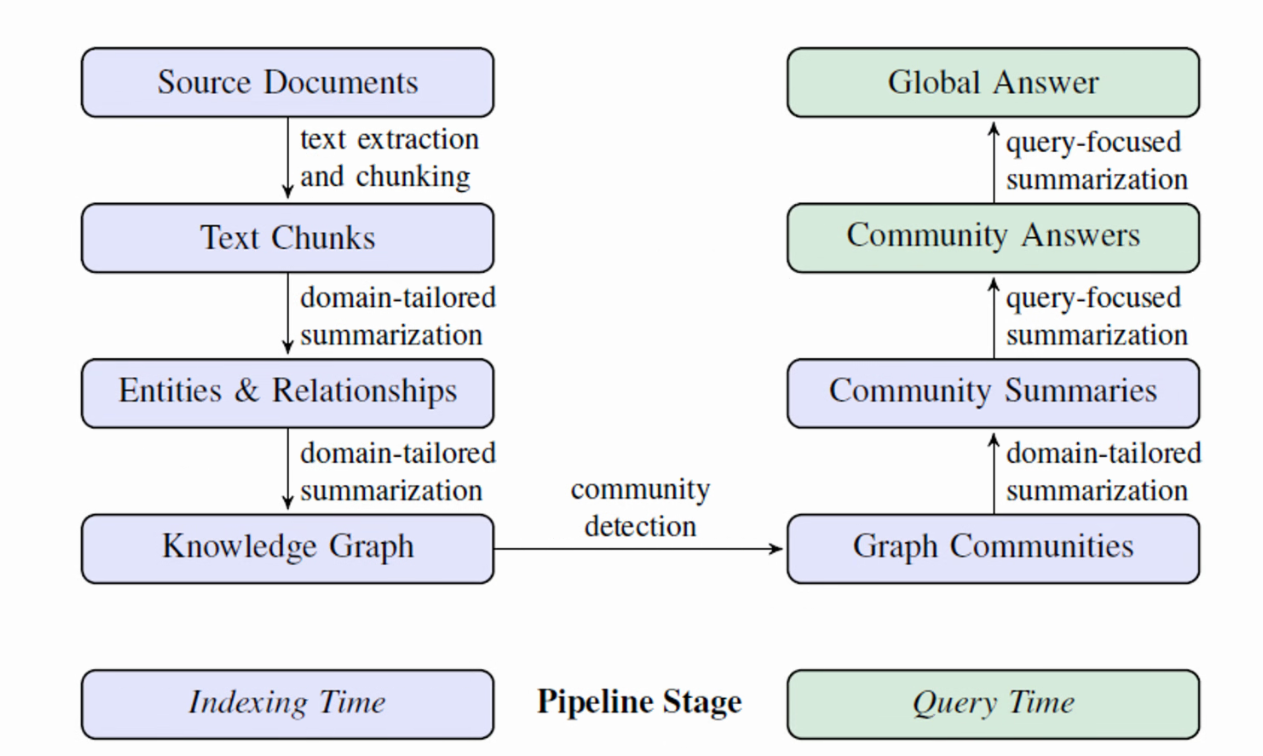 Source Documents
text extraction
and chunking
Text Chunks
domain-tailored
summarization
Entities & Relationships
domain-tailored
summarization
Knowledge Graph
community
detection
Global Answer
query-focused
summarization
Community Answers
query-focused
summarization
Community Summaries
domain-tailored
summarization
Graph Communities
Indexing Time
Pipeline Stage
Query Time